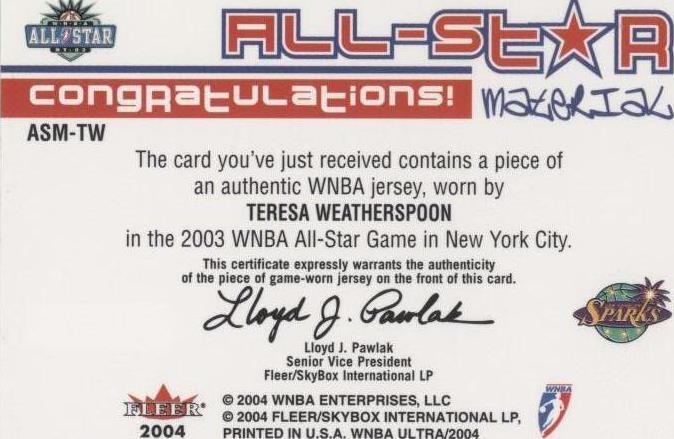 WNBA
ALL STAR
NY·03
ALL-STAR
MATERIAL
CONGRATULATIONS!
ASM-TW
The card you've just received contains a piece of
an authentic WNBA jersey, worn by
TERESA WEATHERSPOON
in the 2003 WNBA All-Star Game in New York City.
This certificate expressly warrants the authenticity
of the piece of game-worn jersey on the front of this card.
Lloyd J. Pawlak
Lloyd J. Pawlak
Senior Vice President
Fleer/SkyBox International LP
SPARKS
FLEER®
2004
© 2004 WNBA ENTERPRISES, LLC
© 2004 FLEER/SKYBOX INTERNATIONAL LP,
PRINTED IN U.S.A. WNBA ULTRA/2004
WNBA